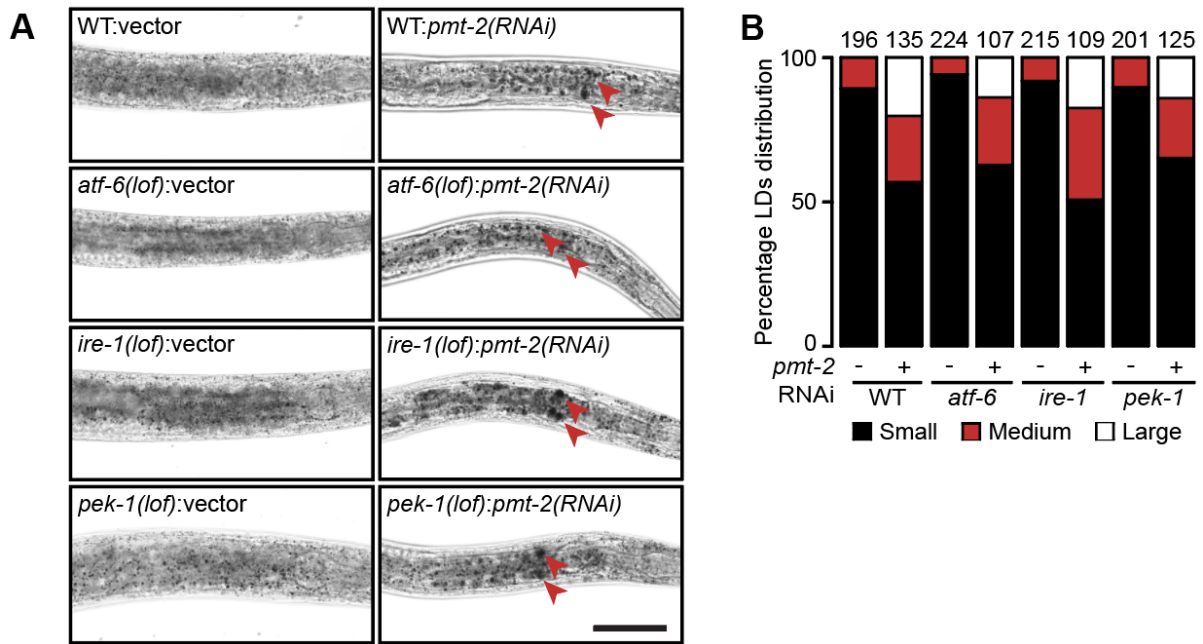 A
WT:vector
WT:pmt-2(RNAi)
atf-6(lof):vector
atf-6(lof):pmt-2(RNAi)
ire-1(lof):vector
ire-1(lof):pmt-2(RNAi)
pek-1(lof):vector
pek-1(lof):pmt-2(RNAi)
B
196 135 224 107 215 109 201 125
100
50
0
Percentage LDs distribution
pmt-2 - + - + - + - +
RNAi WT atf-6 ire-1 pek-1
Small Medium Large